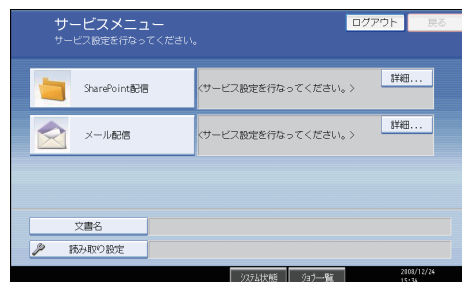 サービスメニュー
サービス設定を行なってください。
ログアウト
戻る
SharePoint配信
<サービス設定を行なってください。>
詳細...
メール配信
<サービス設定を行なってください。>
詳細...
文書名
読み取り設定
システム状態
ジョブ一覧
2008/12/24
15:34